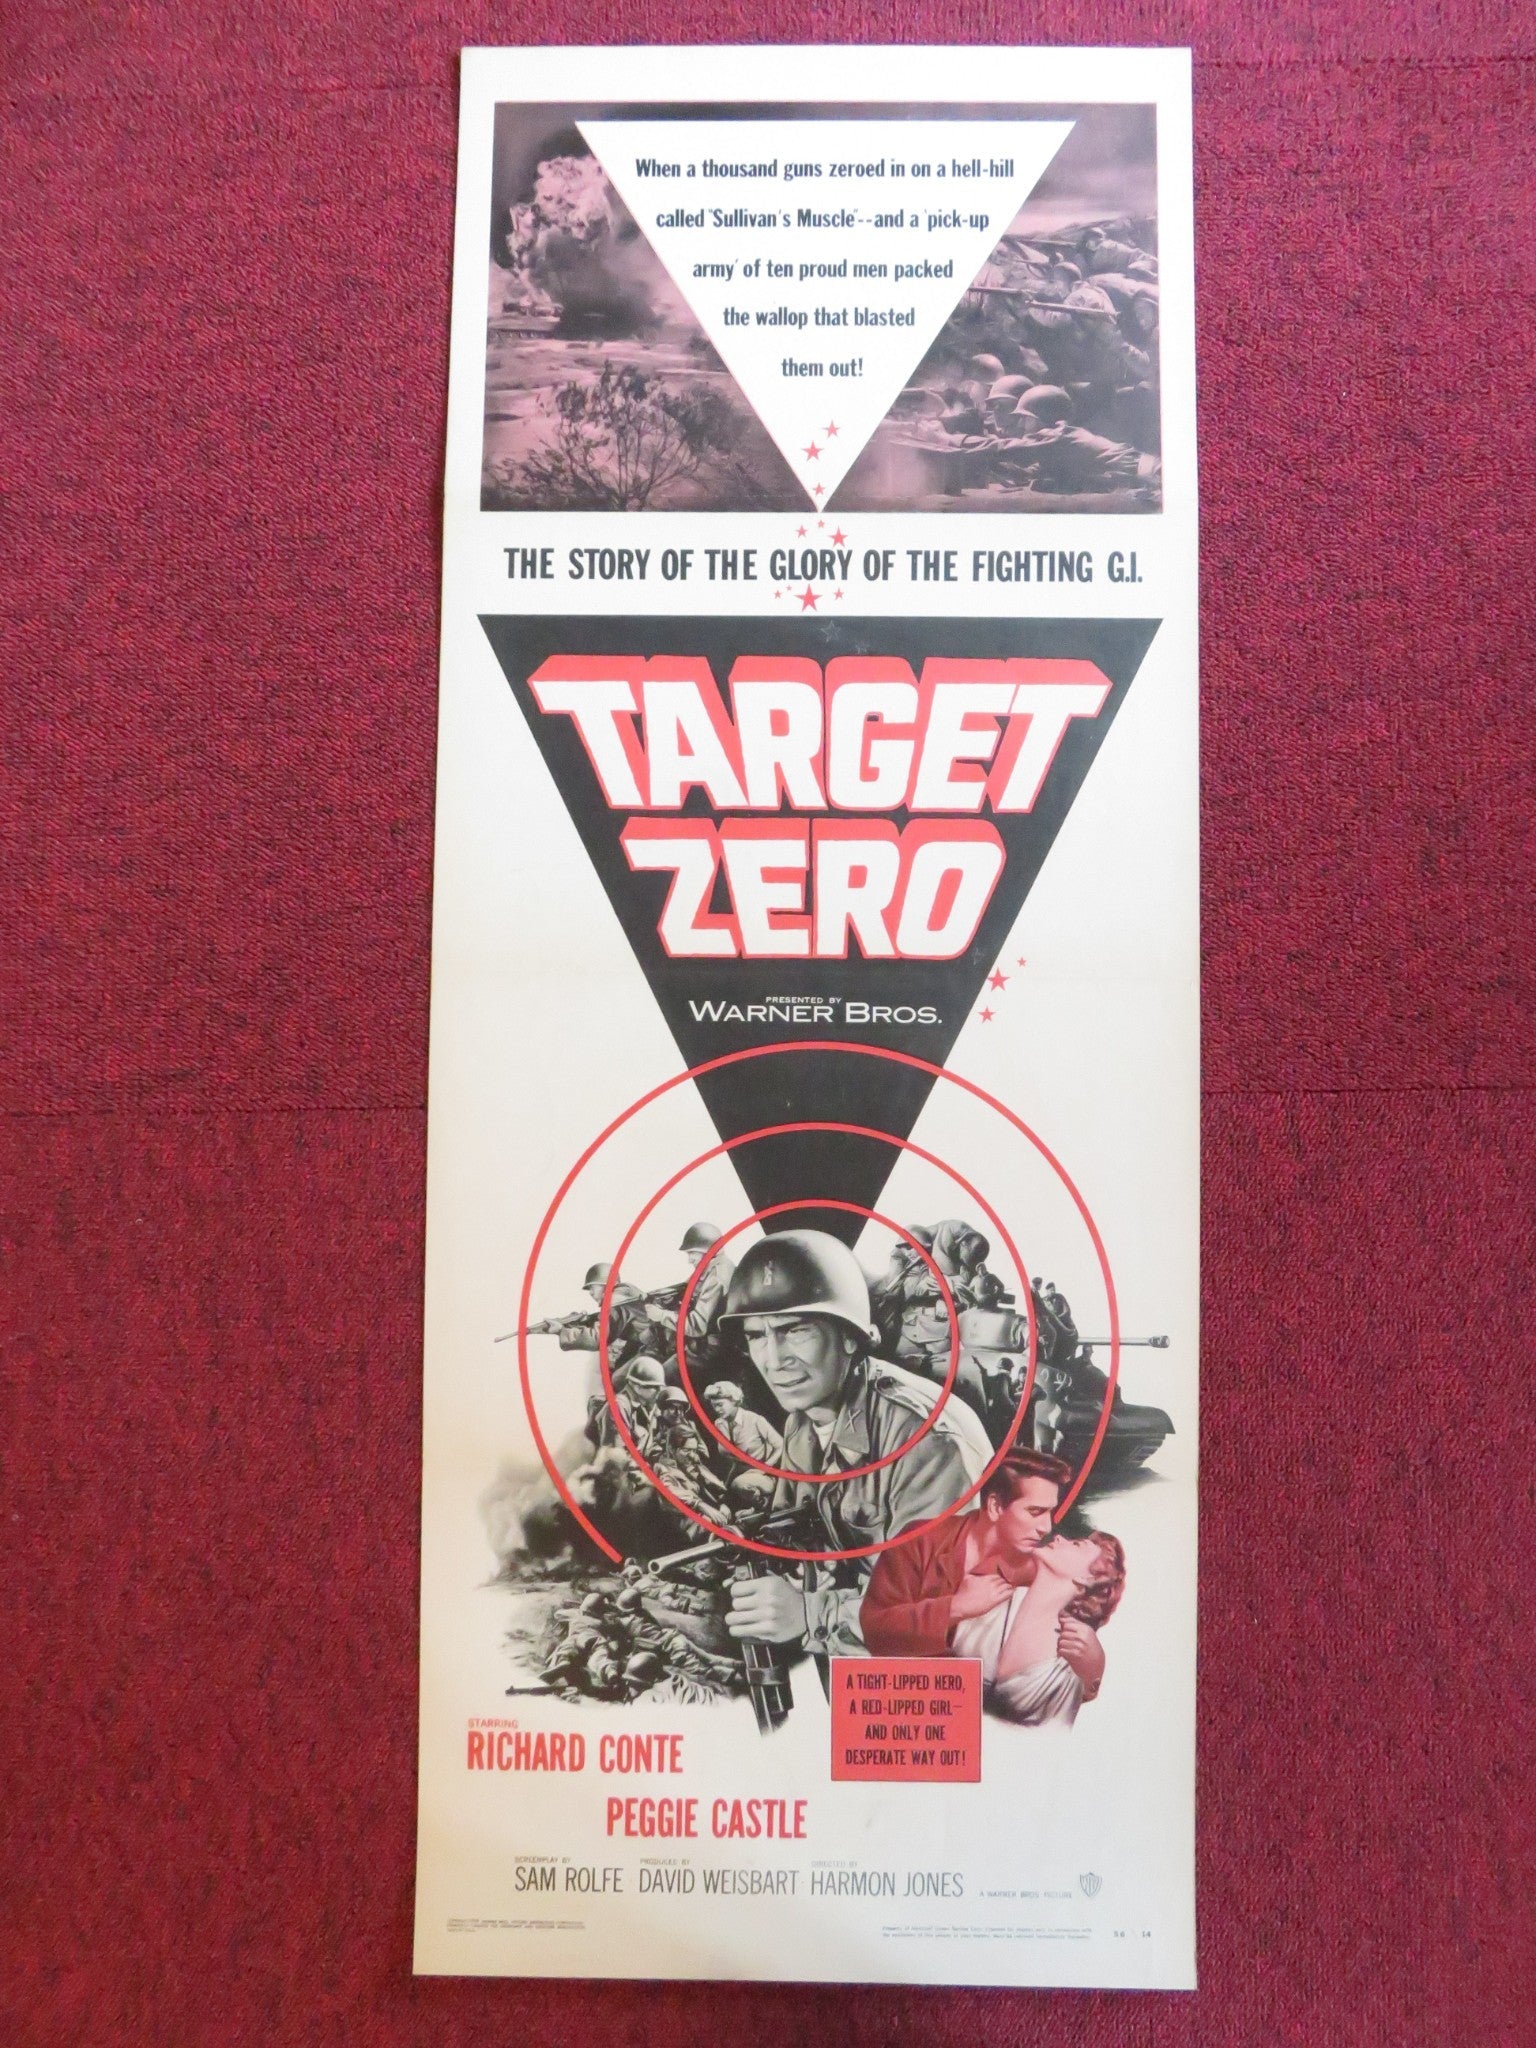 When a thousand guns zeroed in on a hell-hill
called "Sullivan's Muscle"--and a 'pick-up
army' of ten proud men packed
the wallop that blasted
them out!
THE STORY OF THE GLORY OF THE FIGHTING G.I.
TARGET
ZERO
PRESENTED BY
WARNER BROS.
A TIGHT-LIPPED HERO,
A RED-LIPPED GIRL—
AND ONLY ONE
DESPERATE WAY OUT!
STARRING
RICHARD CONTE
PEGGIE CASTLE
SCREENPLAY BY PRODUCED BY DIRECTED BY
SAM ROLFE DAVID WEISBART HARMON JONES
A WARNER BROS PICTURE
56 14